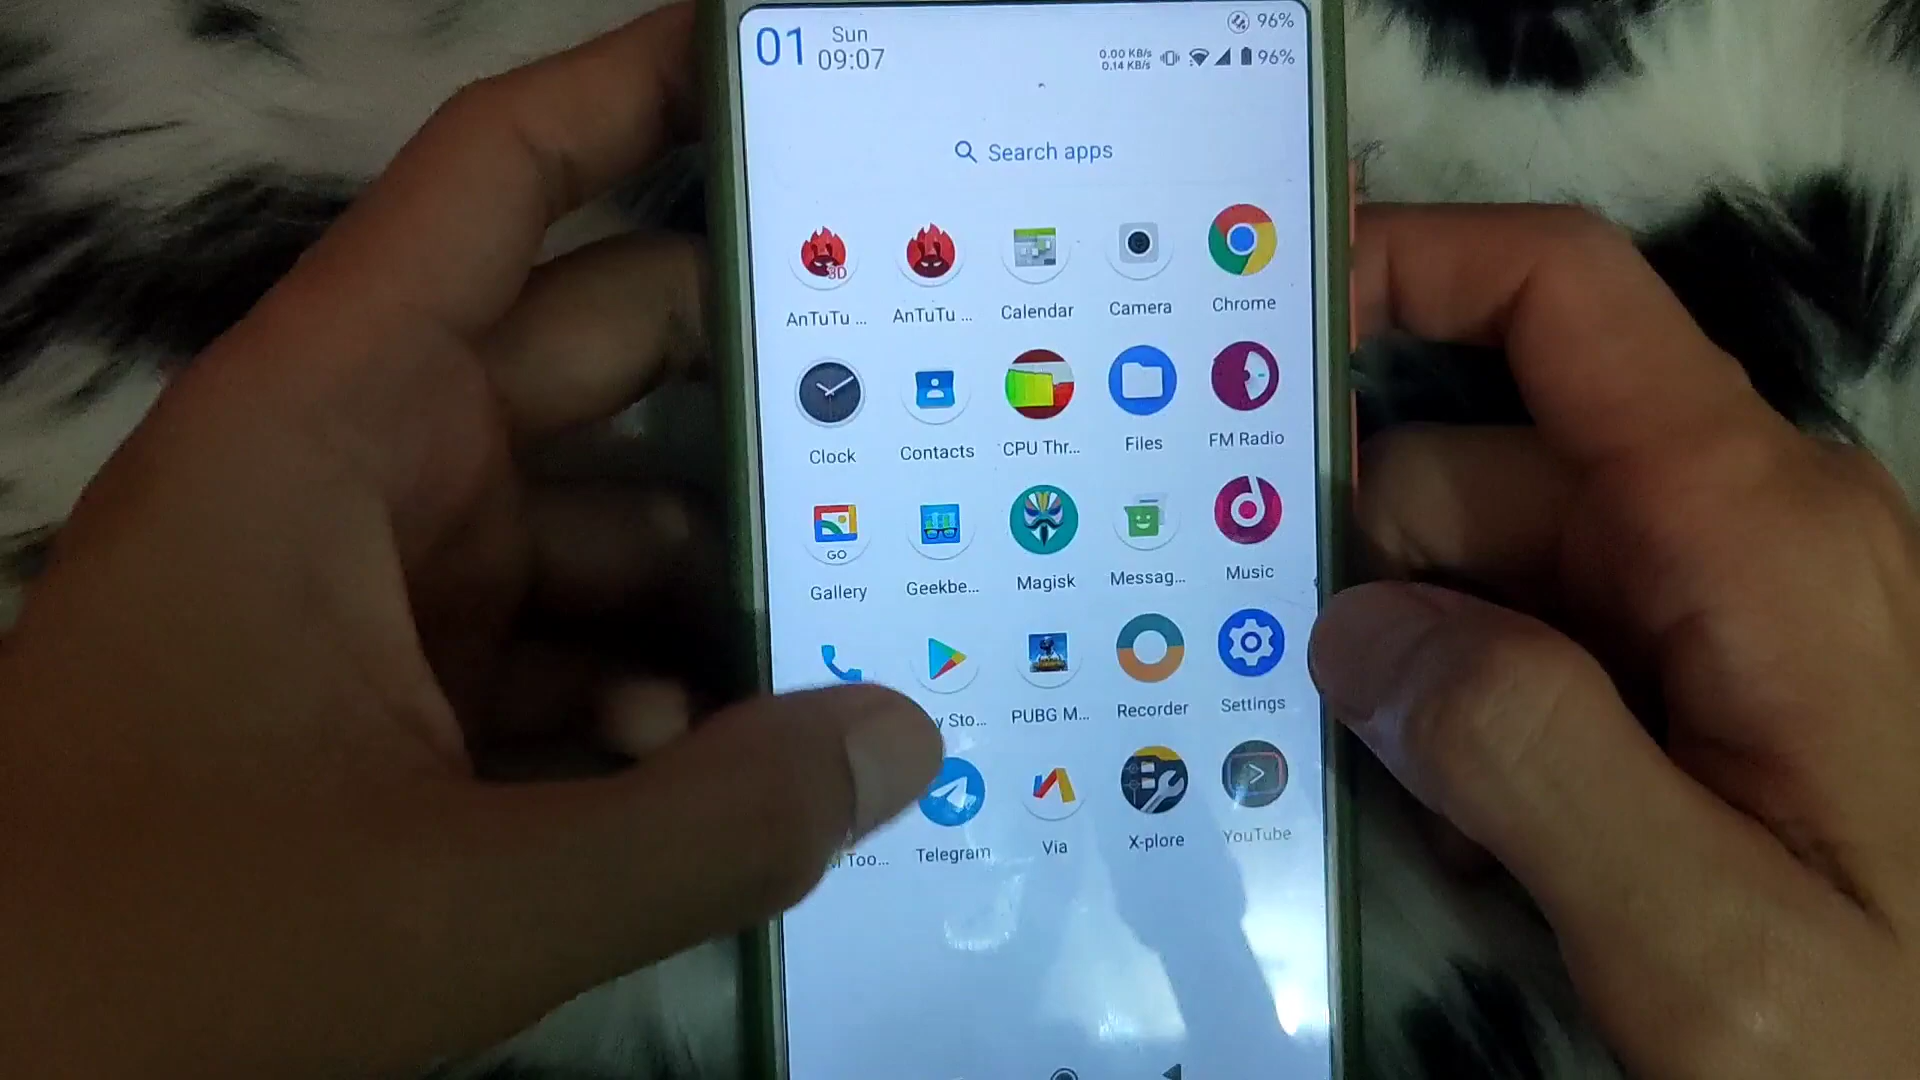 01 Sun 96%
09:07 0.00 KB/s 0.14 KB/s 96%
Search apps
3D
AnTuTu ... AnTuTu ... Calendar Camera Chrome
Clock Contacts CPU Thr... Files FM Radio
GO
Gallery Geekbe... Magisk Messag... Music
y Sto... PUBG M... Recorder Settings
Too... Telegram Via X-plore YouTube